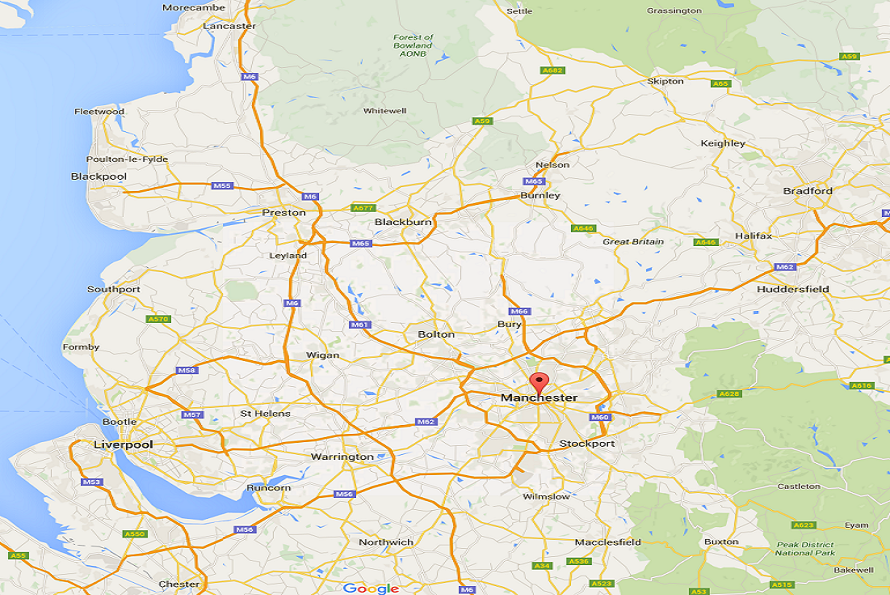 Morecambe
Settle
Grassington
Lancaster
Forest of
Bowland
AONB
A59
A682
M6
Skipton
A65
Fleetwood
Whitewell
A59
Keighley
Poulton-le-Fylde
Nelson
Blackpool
M55
M65
Bradford
M6
Burnley
A677
Preston
Blackburn
A646
Halifax
M65
Great Britain
A646
Leyland
M62
Southport
Huddersfield
M6
M66
A570
M61
Bury
Bolton
Formby
Wigan
M58
A616
A628
Manchester
St Helens
M57
M60
Bootle
M62
Liverpool
Stockport
Warrington
M53
Runcorn
Castleton
M56
Wilmslow
A623
Eyam
M56
A550
Northwich
Macclesfield
Buxton
Peak District
National Park
A55
A34
A536
Bakewell
Chester
A523
A515
Google
M6
A53